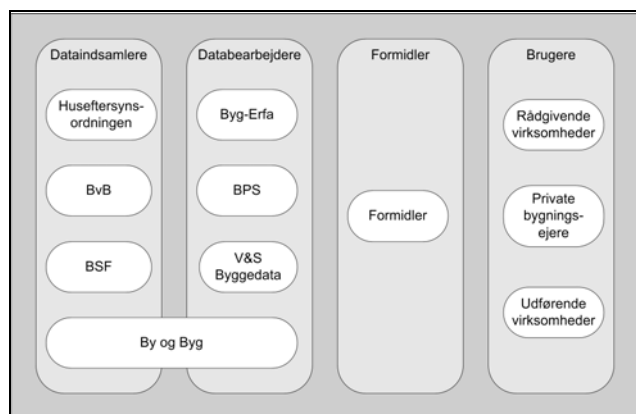 Dataindsamlere
Huseftersyns-
ordningen
BvB
BSF
By og Byg
Databearbejdere
Byg-Erfa
BPS
V&S
Byggedata
Formidler
Formidler
Brugere
Rådgivende
virksomheder
Private
bygnings-
ejere
Udførende
virksomheder